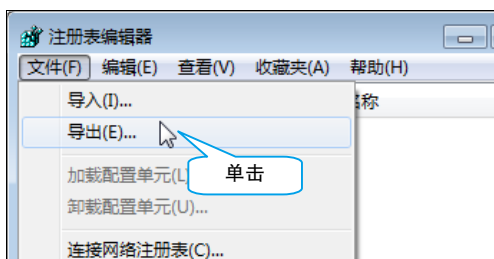 注册表编辑器
文件(F) 编辑(E) 查看(V) 收藏夹(A) 帮助(H)
导入(I)...
称
导出(E)...
单击
加载配置单元(L)
卸载配置单元(U)...
连接网络注册表(C)...